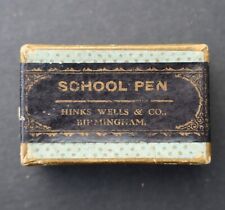 SCHOOL PEN
HINKS WELLS & CO.,
BIRMINGHAM.